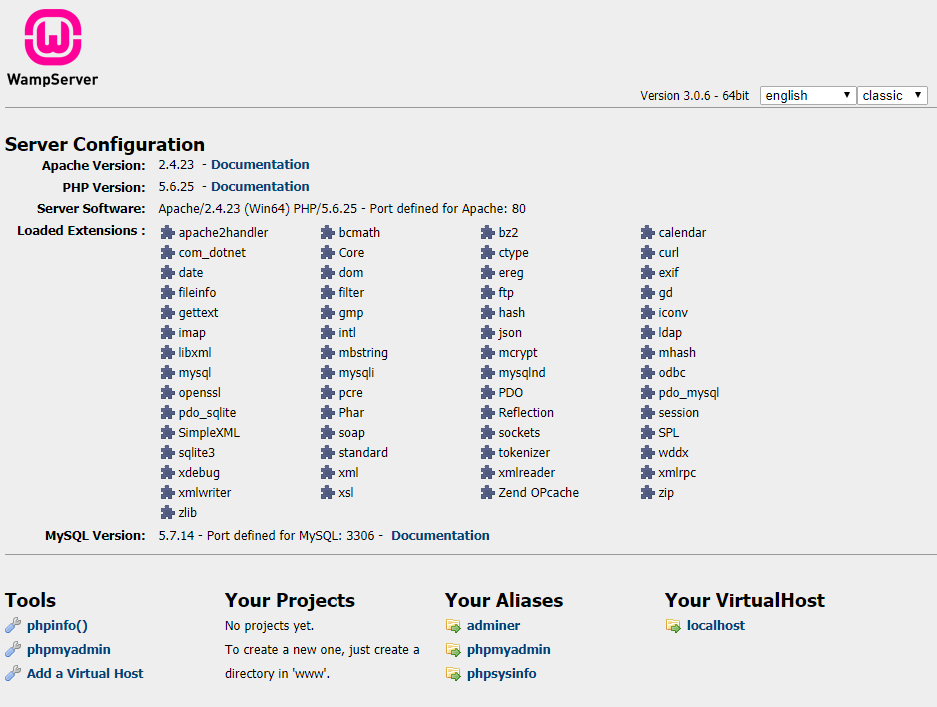 WampServer
Version 3.0.6 - 64bit english classic
Server Configuration
Apache Version: 2.4.23 - Documentation
PHP Version: 5.6.25 - Documentation
Server Software: Apache/2.4.23 (Win64) PHP/5.6.25 - Port defined for Apache: 80
Loaded Extensions : apache2handler bcmath bz2 calendar
com_dotnet Core ctype curl
date dom ereg exif
fileinfo filter ftp gd
gettext gmp hash iconv
imap intl json ldap
libxml mbstring mcrypt mhash
mysql mysqli mysqlnd odbc
openssl pcre PDO pdo_mysql
pdo_sqlite Phar Reflection session
SimpleXML soap sockets SPL
sqlite3 standard tokenizer wddx
xdebug xml xmlreader xmlrpc
xmlwriter xsl Zend OPcache zip
zlib
MySQL Version: 5.7.14 - Port defined for MySQL: 3306 - Documentation
Tools
phpinfo()
phpmyadmin
Add a Virtual Host
Your Projects
No projects yet.
To create a new one, just create a
directory in 'www'.
Your Aliases
adminer
phpmyadmin
phpsysinfo
Your VirtualHost
localhost